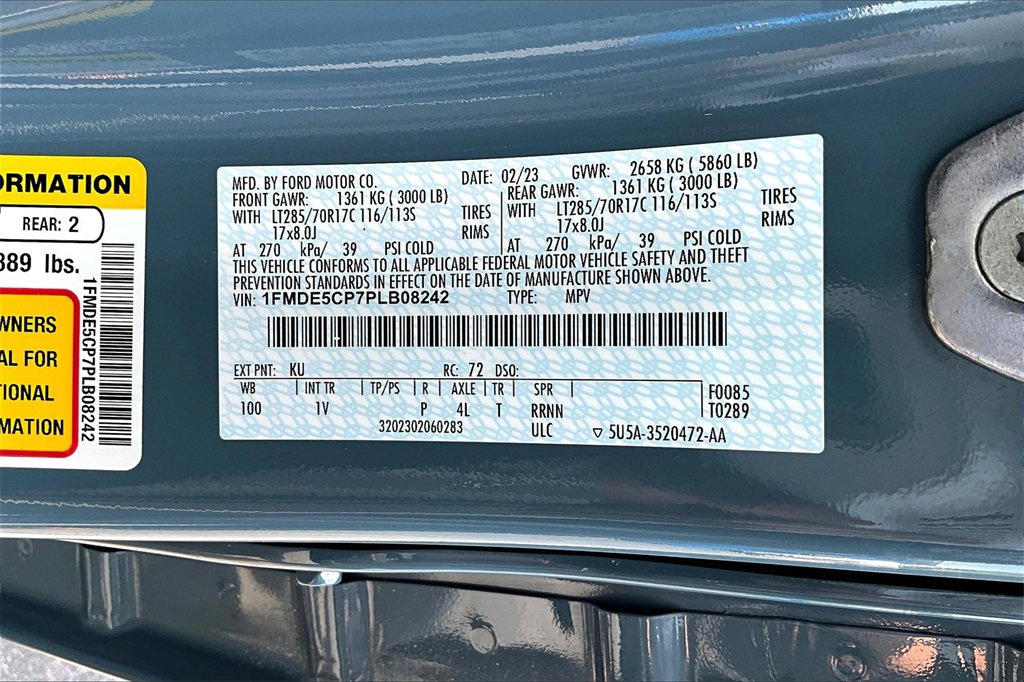 ORMATION
REAR: 2
889 lbs.
WNERS
AL FOR
TIONAL
MATION
1FMDE5CP7PLB08242
MFD. BY FORD MOTOR CO. DATE: 02/23 GVWR: 2658 KG ( 5860 LB)
FRONT GAWR: 1361 KG ( 3000 LB) REAR GAWR: 1361 KG ( 3000 LB)
WITH LT285/70R17C 116/113S TIRES WITH LT285/70R17C 116/113S TIRES
17x8.0J RIMS 17x8.0J RIMS
AT 270 kPa/ 39 PSI COLD AT 270 kPa/ 39 PSI COLD
THIS VEHICLE CONFORMS TO ALL APPLICABLE FEDERAL MOTOR VEHICLE SAFETY AND THEFT
PREVENTION STANDARDS IN EFFECT ON THE DATE OF MANUFACTURE SHOWN ABOVE.
VIN: 1FMDE5CP7PLB08242 TYPE: MPV
EXT PNT: KU RC: 72 DSO:
WB INT TR TP/PS R AXLE TR SPR F0085
100 1V P 4L T RRNN T0289
3202302060283 ULC ▽ 5U5A-3520472-AA